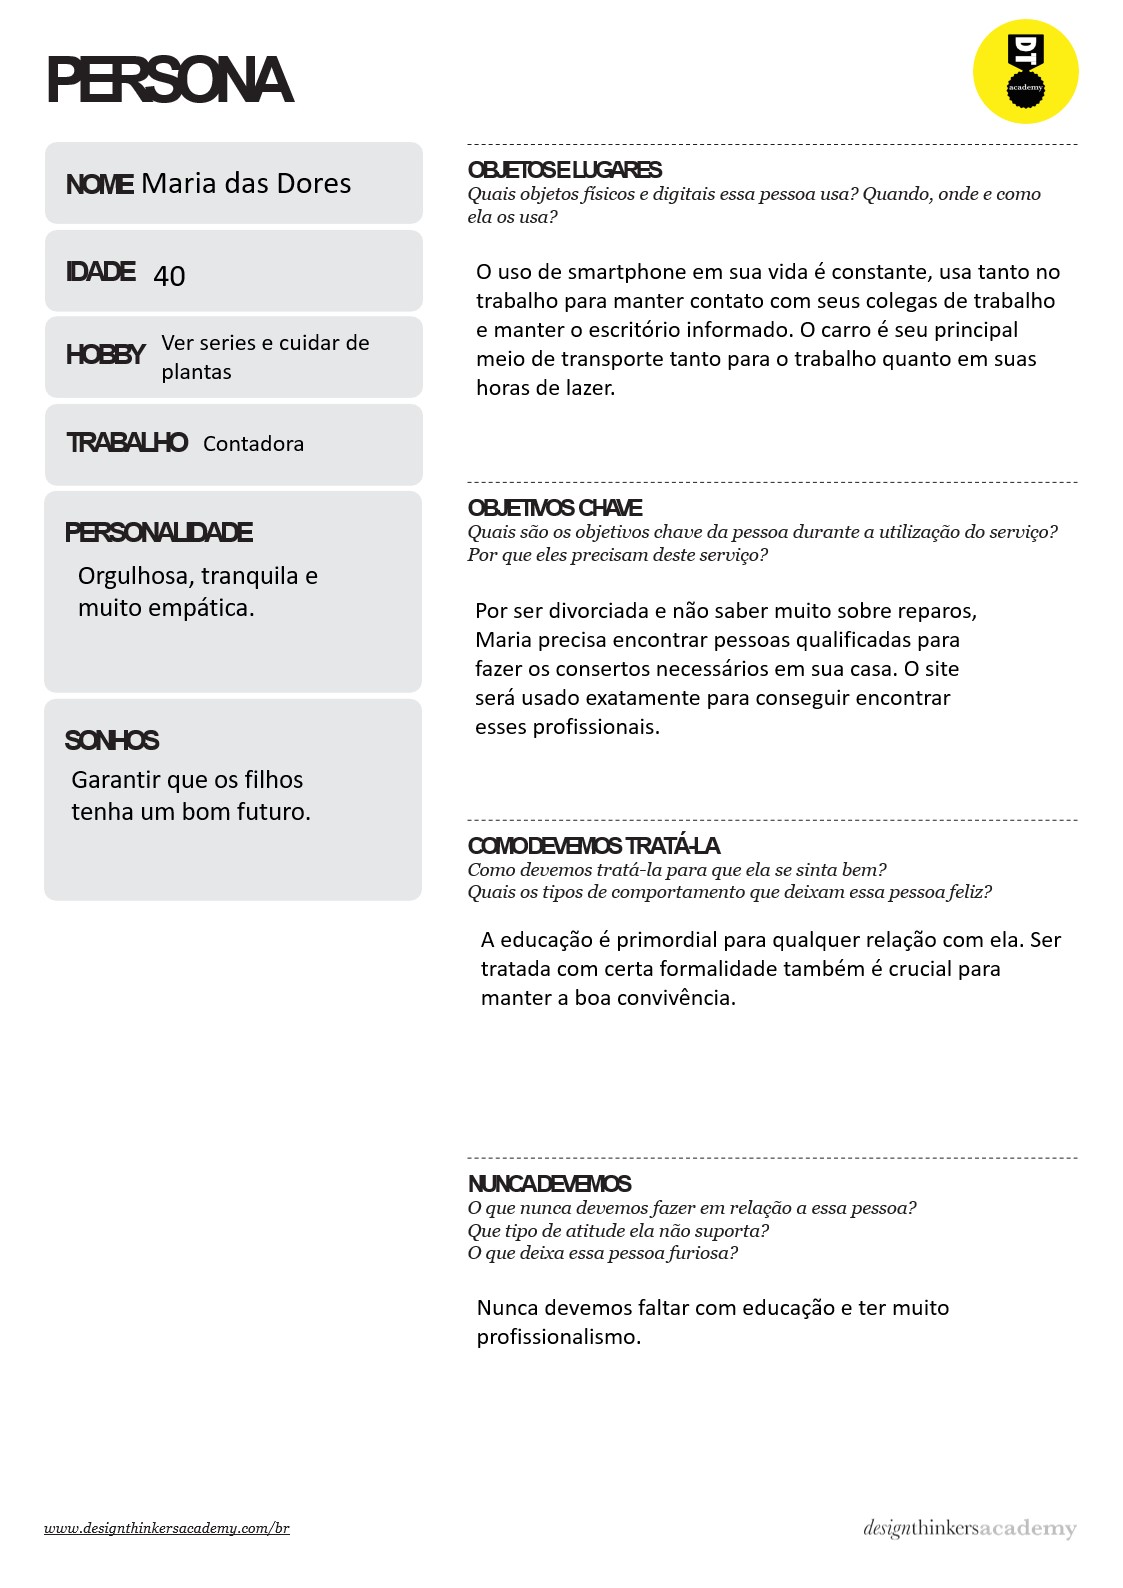 PERSONA
DT
academy
NOME Maria das Dores
IDADE 40
HOBBY Ver series e cuidar de
plantas
TRABALHO Contadora
PERSONALIDADE
Orgulhosa, tranquila e
muito empática.
SONHOS
Garantir que os filhos
tenha um bom futuro.
OBJETOS E LUGARES
Quais objetos físicos e digitais essa pessoa usa? Quando, onde e como
ela os usa?
O uso de smartphone em sua vida é constante, usa tanto no
trabalho para manter contato com seus colegas de trabalho
e manter o escritório informado. O carro é seu principal
meio de transporte tanto para o trabalho quanto em suas
horas de lazer.
OBJETIVOS CHAVE
Quais são os objetivos chave da pessoa durante a utilização do serviço?
Por que eles precisam deste serviço?
Por ser divorciada e não saber muito sobre reparos,
Maria precisa encontrar pessoas qualificadas para
fazer os consertos necessários em sua casa. O site
será usado exatamente para conseguir encontrar
esses profissionais.
COMO DEVEMOS TRATÁ-LA
Como devemos tratá-la para que ela se sinta bem?
Quais os tipos de comportamento que deixam essa pessoa feliz?
A educação é primordial para qualquer relação com ela. Ser
tratada com certa formalidade também é crucial para
manter a boa convivência.
NUNCA DEVEMOS
O que nunca devemos fazer em relação a essa pessoa?
Que tipo de atitude ela não suporta?
O que deixa essa pessoa furiosa?
Nunca devemos faltar com educação e ter muito
profissionalismo.
www.designthinkersacademy.com/br
designthinkersacademy